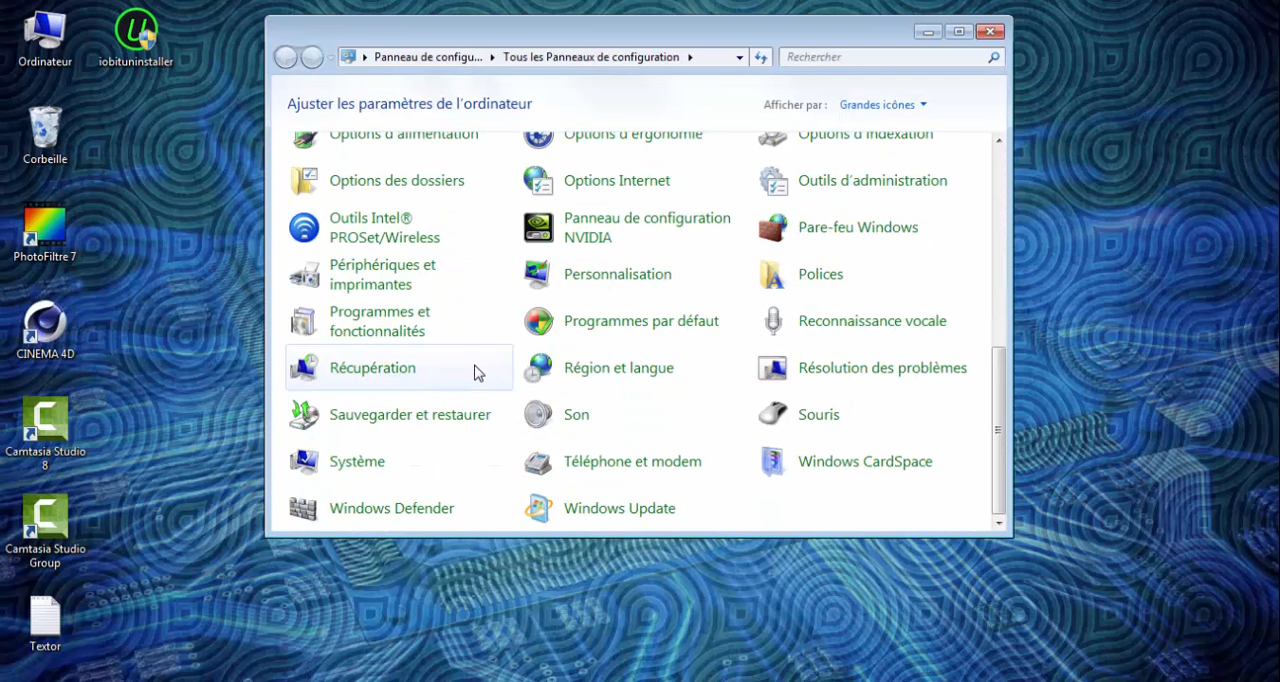 Ordinateur
iobituninstaller
Corbeille
PhotoFiltre 7
CINEMA 4D
Camtasia Studio
8
Camtasia Studio
Group
Textor
Panneau de configu...
Tous les Panneaux de configuration
Rechercher
Ajuster les paramètres de l'ordinateur
Afficher par :
Grandes icônes
Options d'alimentation
Options d'ergonomie
Options d'indexation
Options des dossiers
Options Internet
Outils d'administration
Outils Intel®
PROSet/Wireless
Panneau de configuration
NVIDIA
Pare-feu Windows
Périphériques et
imprimantes
Personnalisation
Polices
Programmes et
fonctionnalités
Programmes par défaut
Reconnaissance vocale
Récupération
Région et langue
Résolution des problèmes
Sauvegarder et restaurer
Son
Souris
Système
Téléphone et modem
Windows CardSpace
Windows Defender
Windows Update